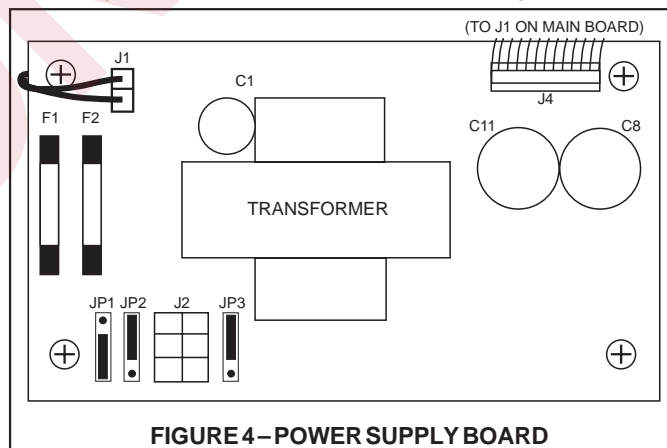 (TO J1 ON MAIN BOARD)
J1
C1
J4
F1 F2
C11 C8
TRANSFORMER
JP1 JP2 J2 JP3
FIGURE 4 – POWER SUPPLY BOARD